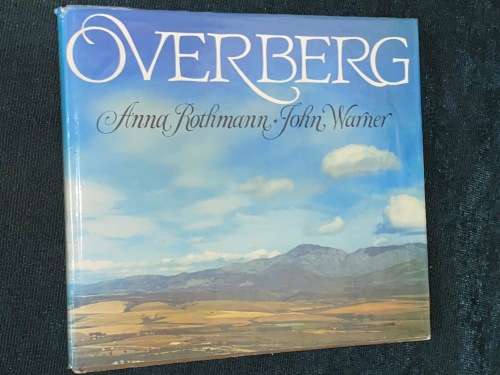 OVERBERG
Anna Rothmann · John Warner